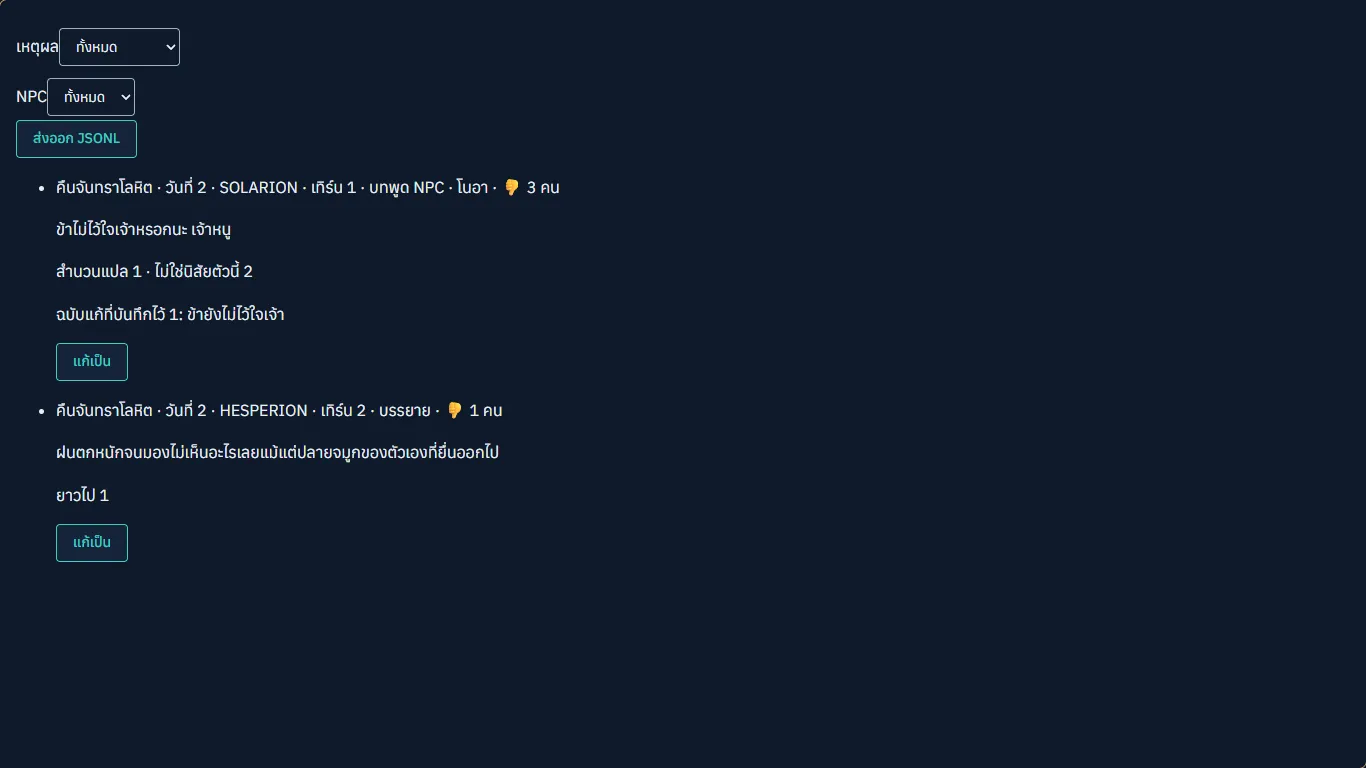 เหตุผล ทั้งหมด
NPC ทั้งหมด
ส่งออก JSONL
• คืนจันทราโลหิต · วันที่ 2 · SOLARION · เทิร์น 1 · บทพูด NPC · โนอา · 👎 3 คน
ข้าไม่ไว้ใจเจ้าหรอกนะ เจ้าหนู
สำนวนแปล 1 · ไม่ใช่นิสัยตัวนี้ 2
ฉบับแก้ที่บันทึกไว้ 1: ข้ายังไม่ไว้ใจเจ้า
แก้เป็น
• คืนจันทราโลหิต · วันที่ 2 · HESPERION · เทิร์น 2 · บรรยาย · 👎 1 คน
ฝนตกหนักจนมองไม่เห็นอะไรเลยแม้แต่ปลายจมูกของตัวเองที่ยื่นออกไป
ยาวไป 1
แก้เป็น